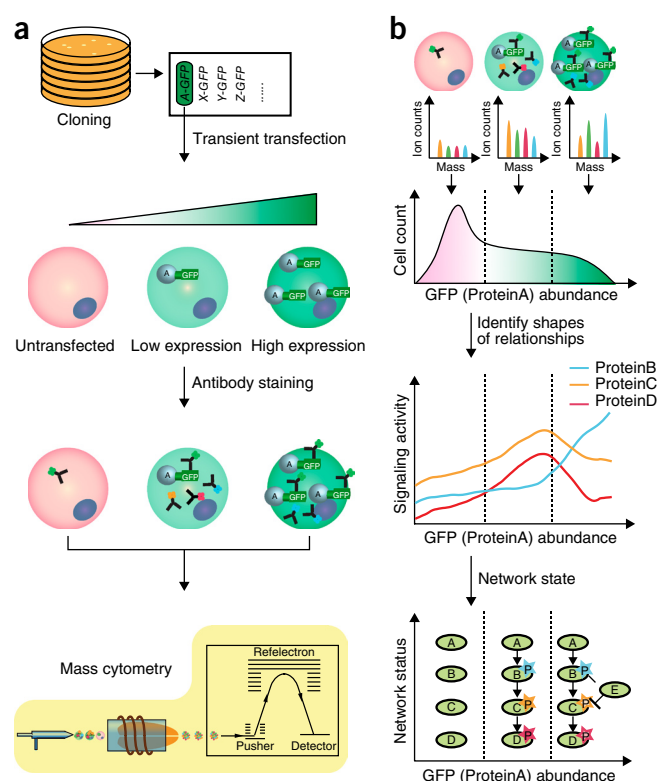 a
Cloning
A-GFP
X-GFP
Y-GFP
Z-GFP
......
Transient transfection
A GFP
A GFP
A GFP
A GFP
Untransfected
Low expression
High expression
Antibody staining
A GFP
A GFP
A GFP
A GFP
Mass cytometry
Refelectron
Pusher
Detector
b
A GFP
A GFP
A GFP
A GFP
Ion counts
Mass
Ion counts
Mass
Ion counts
Mass
Cell count
GFP (ProteinA) abundance
Identify shapes
of relationships
ProteinB
ProteinC
ProteinD
Signaling activity
GFP (ProteinA) abundance
Network state
Network status
A
A
A
B
B P
B P
E
C
C P
C P
D
D P
D P
GFP (ProteinA) abundance